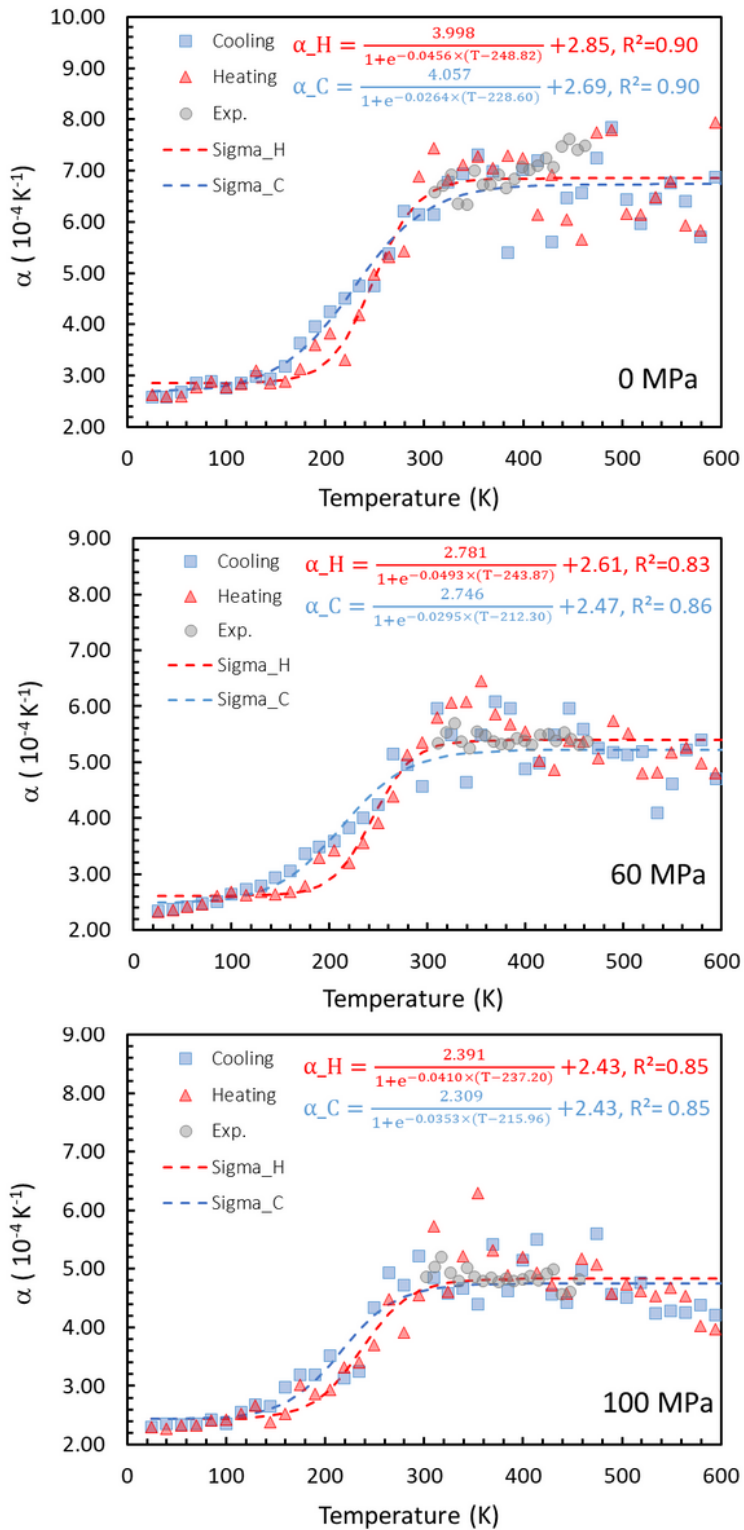 10.00
9.00
8.00
7.00
6.00
5.00
4.00
3.00
2.00
α ( 10⁻⁴ K⁻¹)
Cooling
Heating
Exp.
Sigma_H
Sigma_C
α_H = 3.998 / 1+e^−0.0456×(T−248.82) +2.85, R²=0.90
α_C = 4.057 / 1+e^−0.0264×(T−228.60) +2.69, R²= 0.90
0 MPa
0 100 200 300 400 500 600
Temperature (K)
9.00
8.00
7.00
6.00
5.00
4.00
3.00
2.00
α ( 10⁻⁴ K⁻¹)
Cooling
Heating
Exp.
Sigma_H
Sigma_C
α_H = 2.781 / 1+e^−0.0493×(T−243.87) +2.61, R²=0.83
α_C = 2.746 / 1+e^−0.0295×(T−212.30) +2.47, R²= 0.86
60 MPa
0 100 200 300 400 500 600
Temperature (K)
9.00
8.00
7.00
6.00
5.00
4.00
3.00
2.00
α ( 10⁻⁴ K⁻¹)
Cooling
Heating
Exp.
Sigma_H
Sigma_C
α_H = 2.391 / 1+e^−0.0410×(T−237.20) +2.43, R²=0.85
α_C = 2.309 / 1+e^−0.0353×(T−215.96) +2.43, R²= 0.85
100 MPa
0 100 200 300 400 500 600
Temperature (K)